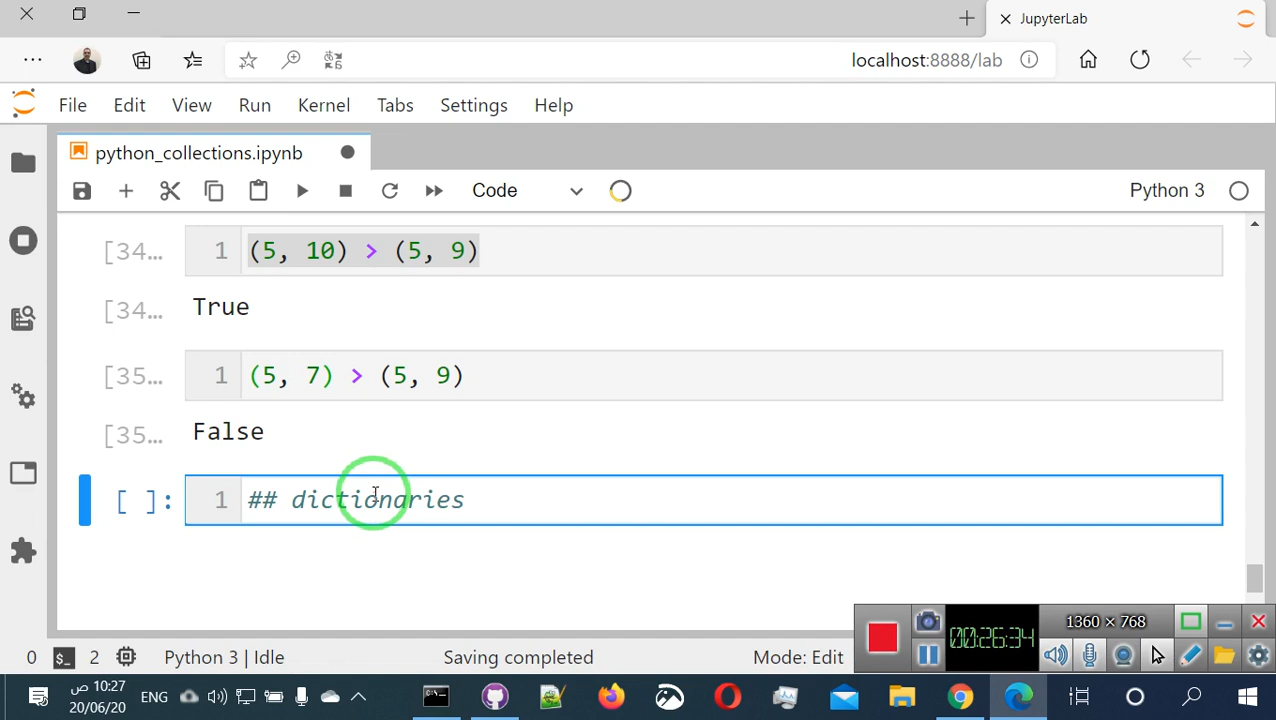 JupyterLab
localhost:8888/lab
File Edit View Run Kernel Tabs Settings Help
python_collections.ipynb
Code
Python 3
[34…
1 (5, 10) > (5, 9)
[34…
True
[35…
1 (5, 7) > (5, 9)
[35…
False
[ ]:
1 ## dictionaries
1360 × 768
00:26:34
0
2
Python 3 | Idle
Saving completed
Mode: Edit
10:27 ص
20/06/20
ENG